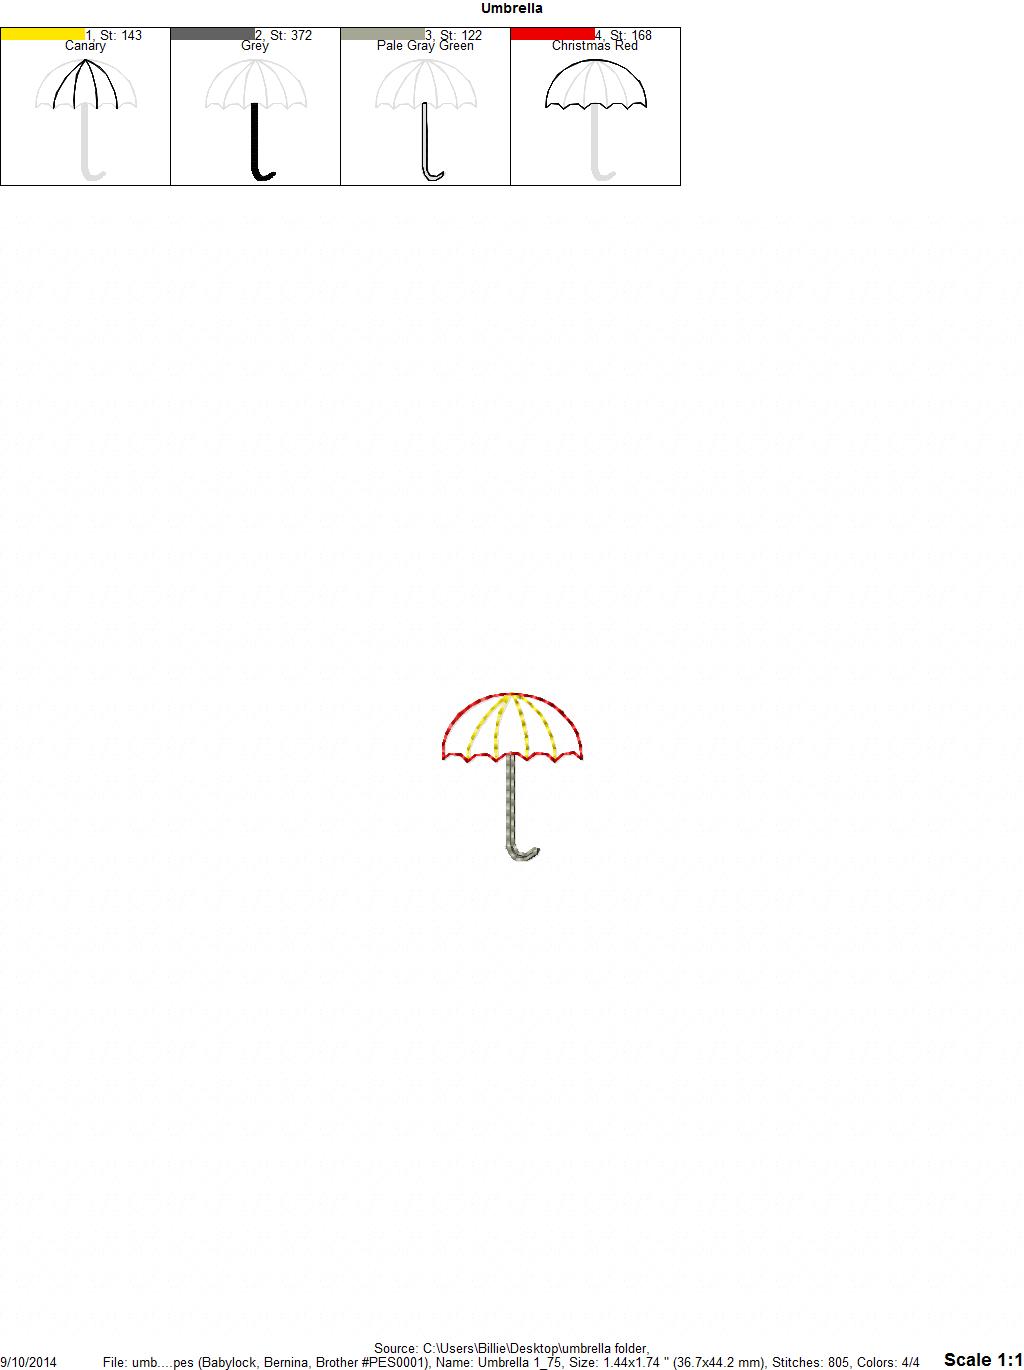 Umbrella
1, St: 143
Canary
2, St: 372
Grey
3, St: 122
Pale Gray Green
4, St: 168
Christmas Red
Source: C:\Users\Billie\Desktop\umbrella folder,
9/10/2014
File: umb....pes (Babylock, Bernina, Brother #PES0001), Name: Umbrella 1_75, Size: 1.44x1.74 " (36.7x44.2 mm), Stitches: 805, Colors: 4/4
Scale 1:1